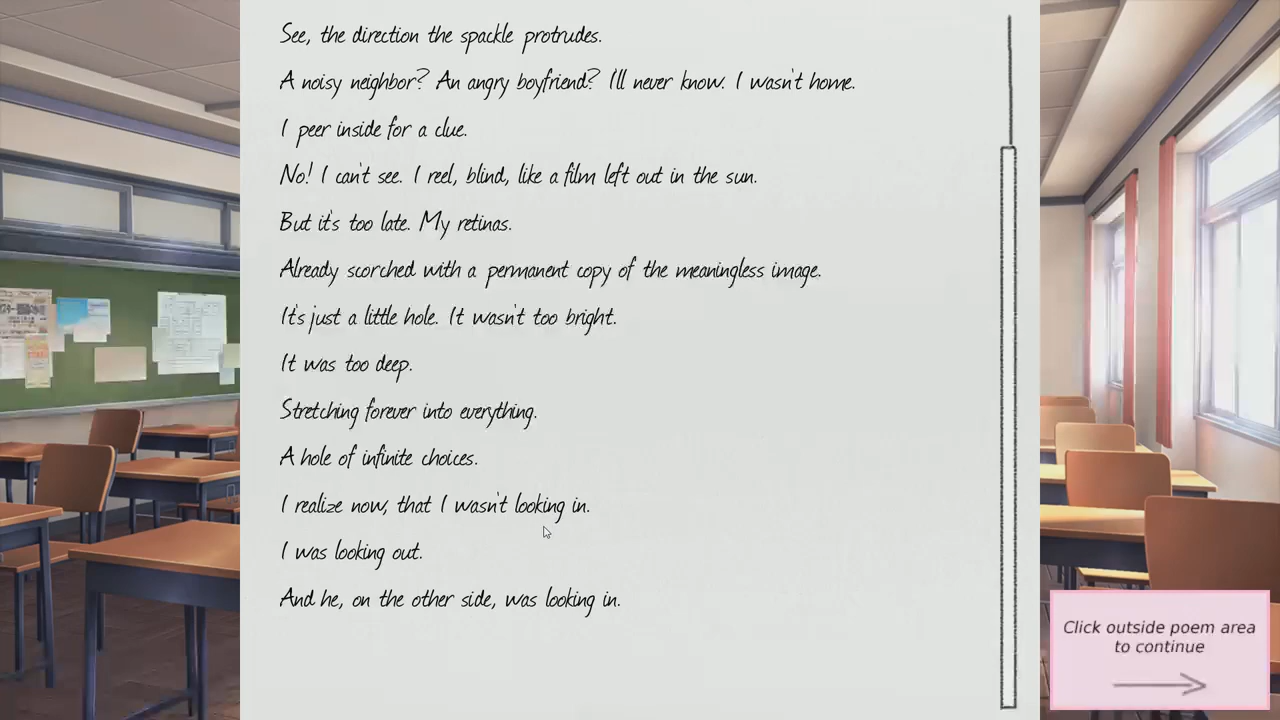 See, the direction the spackle protrudes.
A noisy neighbor? An angry boyfriend? I'll never know. I wasn't home.
I peer inside for a clue.
No! I can't see. I reel, blind, like a film left out in the sun.
But it's too late. My retinas.
Already scorched with a permanent copy of the meaningless image.
It's just a little hole. It wasn't too bright.
It was too deep.
Stretching forever into everything.
A hole of infinite choices.
I realize now, that I wasn't looking in.
I was looking out.
And he, on the other side, was looking in.
Click outside poem area
to continue